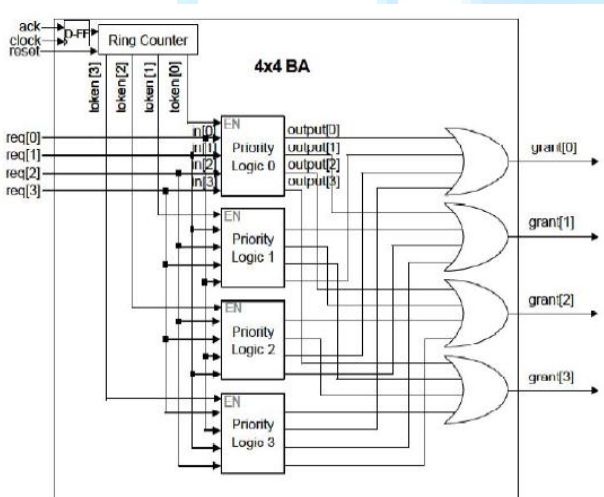 ack
D-FF
clock
reset
Ring Counter
4x4 BA
token[3]
token[2]
token[1]
token[0]
req[0]
req[1]
req[2]
req[3]
in[0]
in[1]
in[2]
in[3]
EN
Priority
Logic 0
output[0]
output[1]
output[2]
output[3]
Priority
Logic 1
EN
Priority
Logic 2
EN
Priority
Logic 3
grant[0]
grant[1]
grant[2]
grant[3]